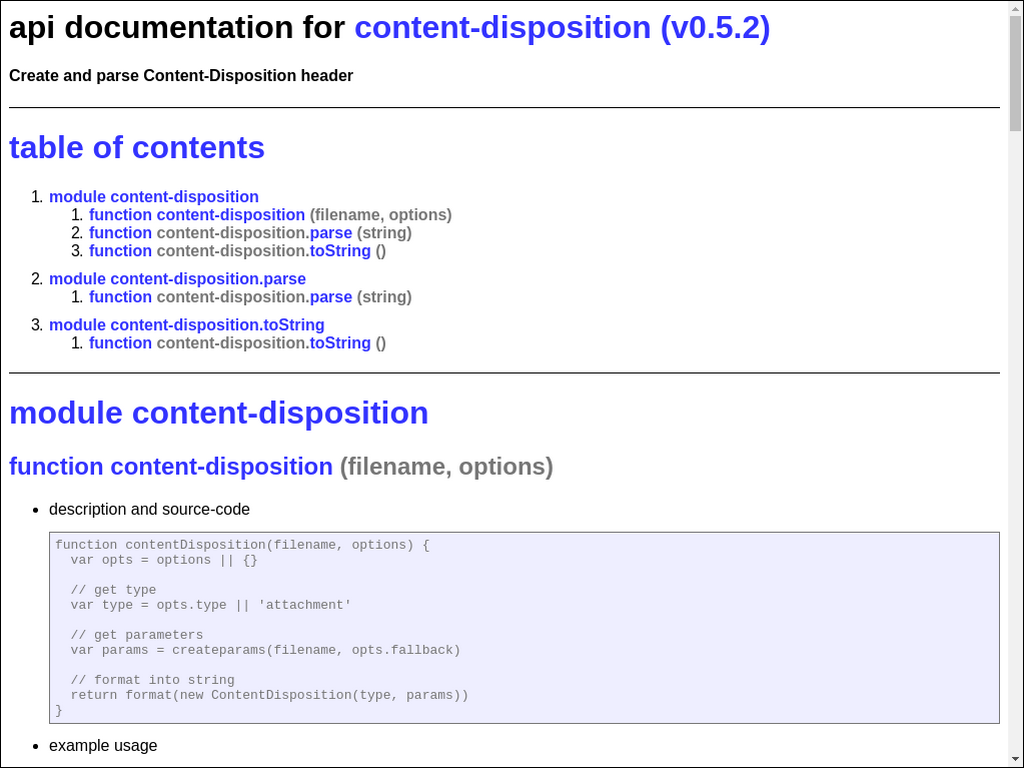 api documentation for content-disposition (v0.5.2)
Create and parse Content-Disposition header
table of contents
1. module content-disposition
1. function content-disposition (filename, options)
2. function content-disposition.parse (string)
3. function content-disposition.toString ()
2. module content-disposition.parse
1. function content-disposition.parse (string)
3. module content-disposition.toString
1. function content-disposition.toString ()
module content-disposition
function content-disposition (filename, options)
• description and source-code
function contentDisposition(filename, options) {
  var opts = options || {}
  // get type
  var type = opts.type || 'attachment'
  // get parameters
  var params = createparams(filename, opts.fallback)
  // format into string
  return format(new ContentDisposition(type, params))
}
• example usage